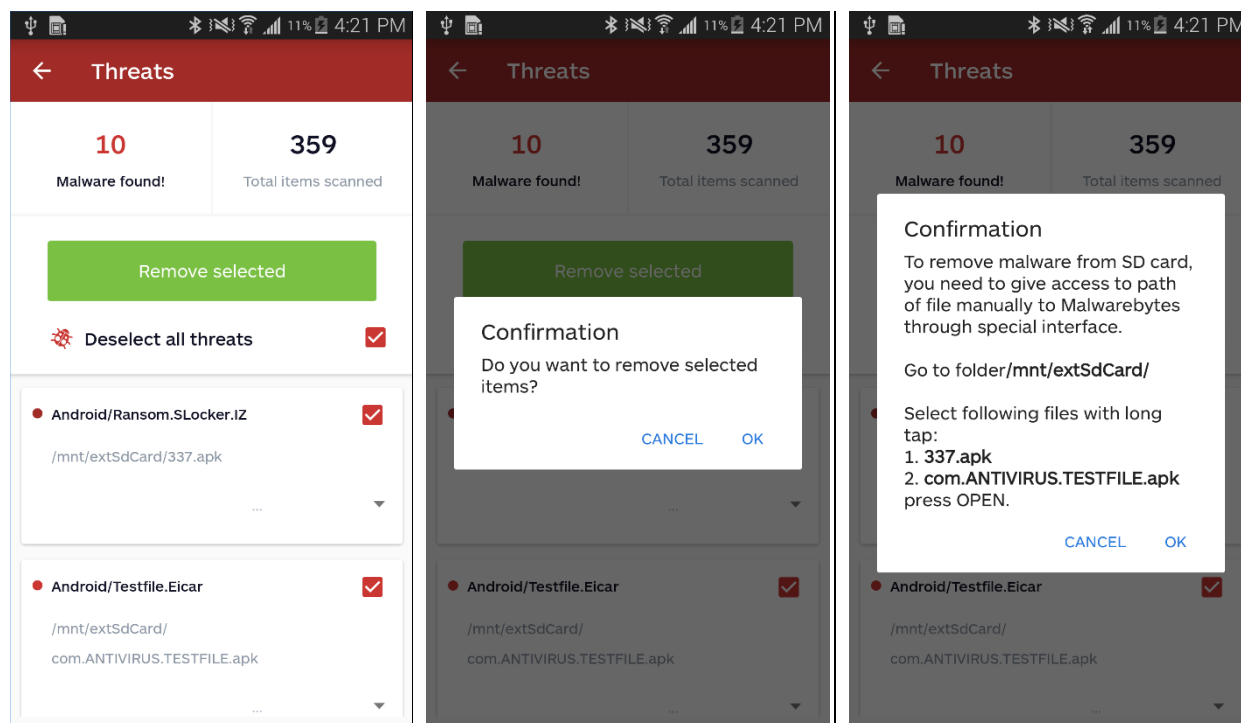 11% 4:21 PM
Threats
10
359
Malware found!
Total items scanned
Remove selected
Deselect all threats
Android/Ransom.SLocker.IZ
/mnt/extSdCard/337.apk
...
Android/Testfile.Eicar
/mnt/extSdCard/
com.ANTIVIRUS.TESTFILE.apk
...
11% 4:21 PM
Threats
10
359
Malware found!
Total items scanned
Remove selected
Confirmation
Do you want to remove selected
items?
CANCEL OK
...
Android/Testfile.Eicar
/mnt/extSdCard/
com.ANTIVIRUS.TESTFILE.apk
...
11% 4:21 PM
Threats
10
359
Malware found!
Total items scanned
Confirmation
To remove malware from SD card,
you need to give access to path
of file manually to Malwarebytes
through special interface.
Go to folder/mnt/extSdCard/
Select following files with long
tap:
1. 337.apk
2. com.ANTIVIRUS.TESTFILE.apk
press OPEN.
CANCEL OK
Android/Testfile.Eicar
/mnt/extSdCard/
com.ANTIVIRUS.TESTFILE.apk
...